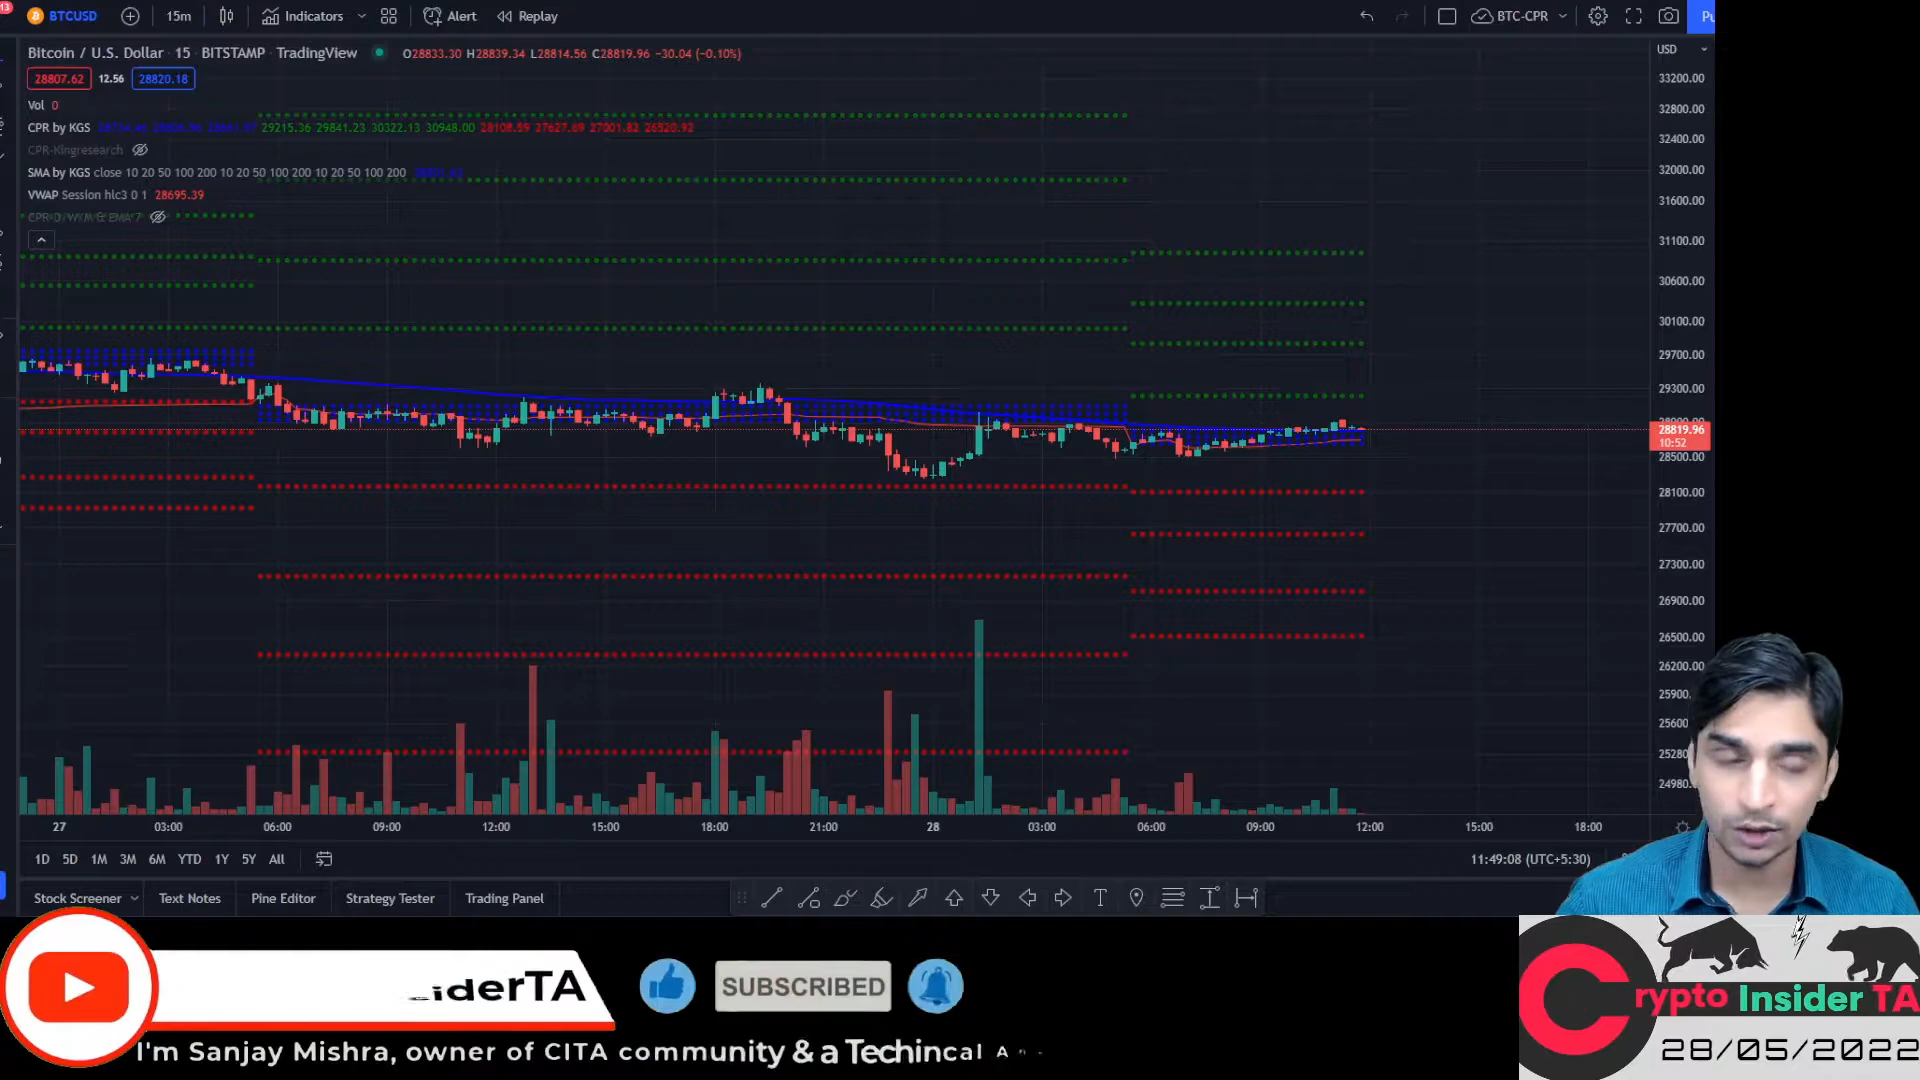 13
BTCUSD 15m Indicators Alert Replay BTC-CPR Pu
Bitcoin / U.S. Dollar · 15 · BITSTAMP · TradingView O28833.30 H28839.34 L28814.56 C28819.96 −30.04 (−0.10%)
28807.62 12.56 28820.18
Vol 0
CPR by KGS 29215.36 29841.23 30322.13 30948.00 28108.59 27627.69 27001.82 26520.92
CPR-Kingresearch
SMA by KGS close 10 20 50 100 200 10 20 50 100 200 10 20 50 100 200
VWAP Session hlc3 0 1 28695.39
CPR-D/W/M & EMA 7
USD
33200.00
32800.00
32400.00
32000.00
31600.00
31100.00
30600.00
30100.00
29700.00
29300.00
28900.00
28819.96
10:52
28500.00
28100.00
27700.00
27300.00
26900.00
26500.00
26200
25900.
25600
25280
24980.
27 03:00 06:00 09:00 12:00 15:00 18:00 21:00 28 03:00 06:00 09:00 12:00 15:00 18:00
1D 5D 1M 3M 6M YTD 1Y 5Y All 11:49:08 (UTC+5:30)
Stock Screener Text Notes Pine Editor Strategy Tester Trading Panel
iderTA
SUBSCRIBED
I'm Sanjay Mishra, owner of CITA community & a Techincal A
Crypto Insider TA
28/05/2022